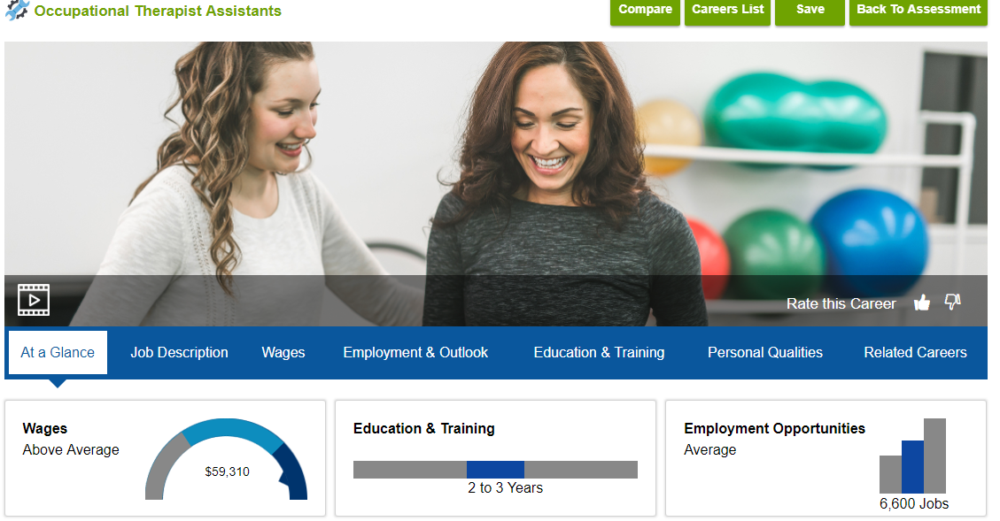 Occupational Therapist Assistants
Compare
Careers List
Save
Back To Assessment
Rate this Career
At a Glance
Job Description
Wages
Employment & Outlook
Education & Training
Personal Qualities
Related Careers
Wages
Above Average
$59,310
Education & Training
2 to 3 Years
Employment Opportunities
Average
6,600 Jobs